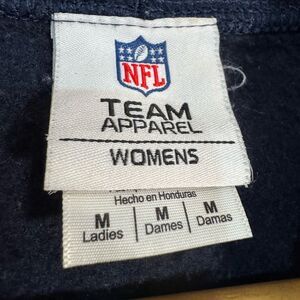 NFL
TEAM
APPAREL
WOMENS
Hecho en Honduras
M M M
Ladies Dames Damas